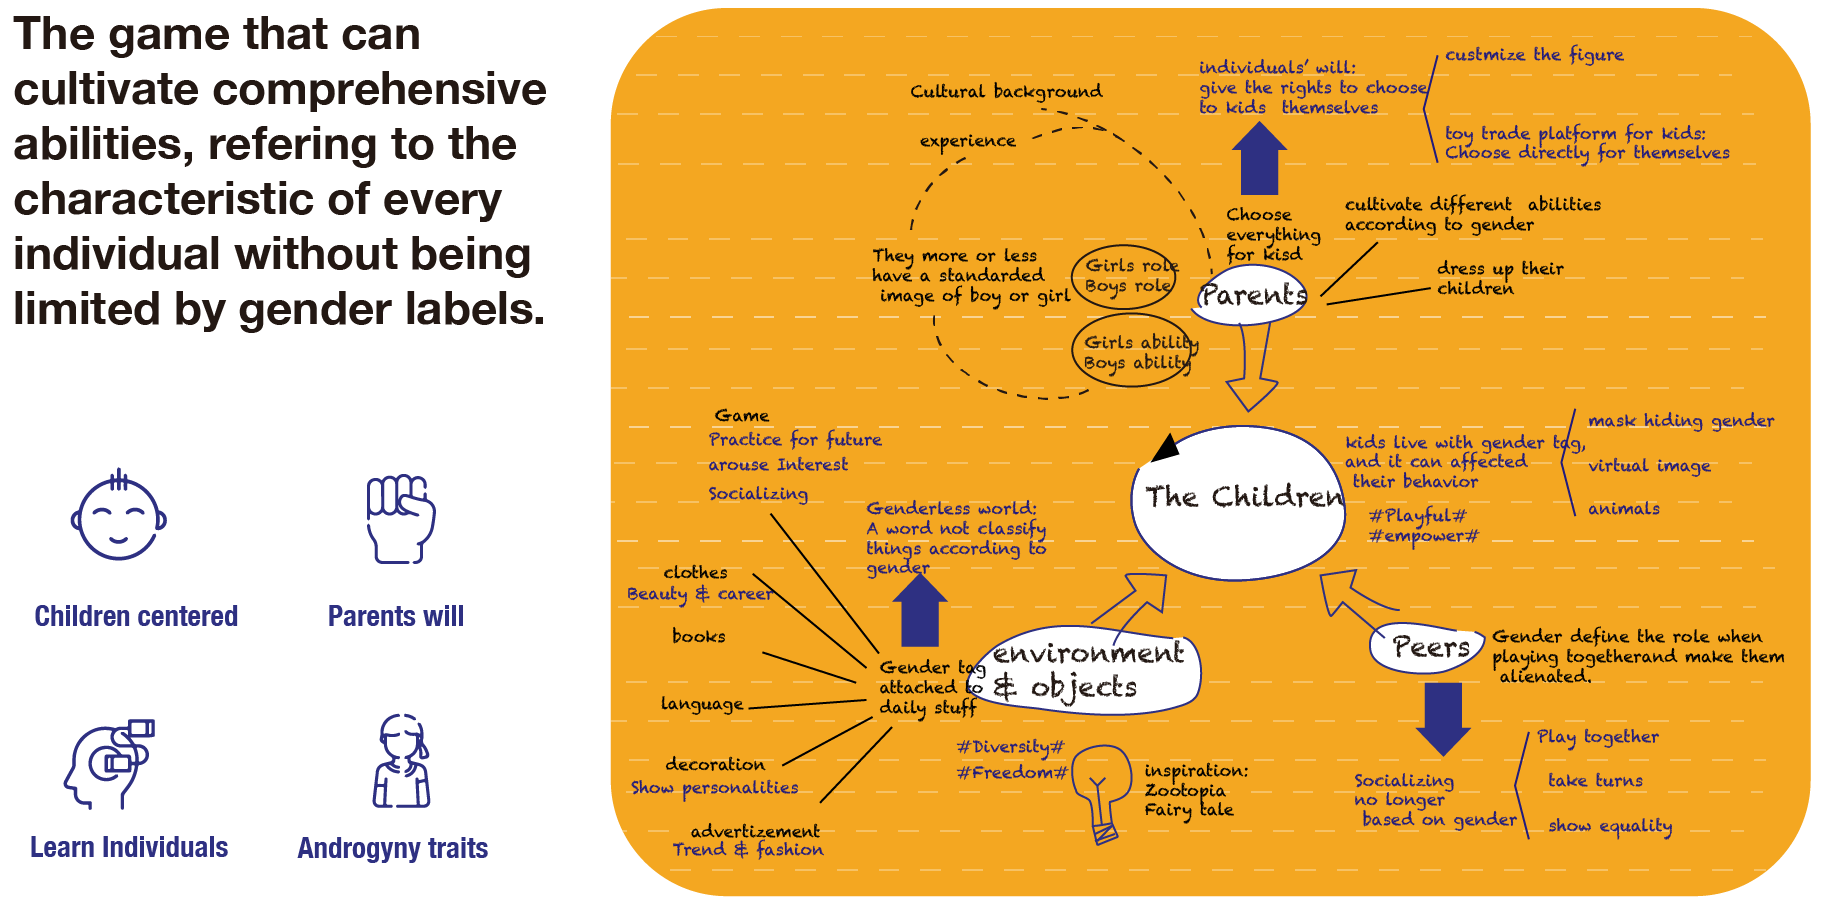 The game that can
cultivate comprehensive
abilities, refering to the
characteristic of every
individual without being
limited by gender labels.
Children centered
Parents will
Learn Individuals
Androgyny traits
Cultural background
experience
They more or less
have a standarded
image of boy or girl
Girls role
Boys role
Girls ability
Boys ability
individuals' will:
give the rights to choose
to kids themselves
custmize the figure
toy trade platform for kids:
Choose directly for themselves
Choose
everything
for kisd
Parents
cultivate different abilities
according to gender
dress up their
children
The Children
kids live with gender tag,
and it can affected
their behavior
#Playful#
#empower#
mask hiding gender
virtual image
animals
Game
Practice for future
arouse Interest
Socializing
Genderless world:
A word not classify
things according to
gender
clothes
Beauty & career
books
language
decoration
Show personalities
advertizement
Trend & fashion
Gender tag
attached to
daily stuff
environment
& objects
#Diversity#
#Freedom#
inspiration:
Zootopia
Fairy tale
Peers
Gender define the role when
playing togetherand make them
alienated.
Socializing
no longer
based on gender
Play together
take turns
show equality